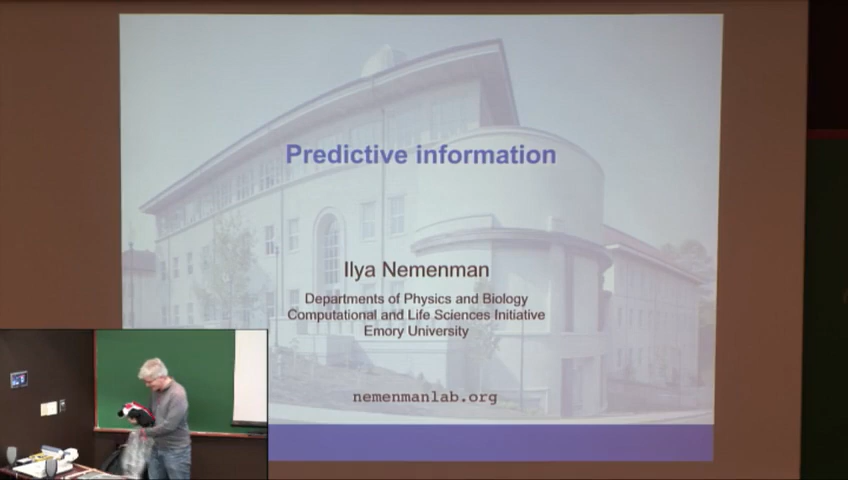 Predictive information
Ilya Nemenman
Departments of Physics and Biology
Computational and Life Sciences Initiative
Emory University
nemenmanlab.org